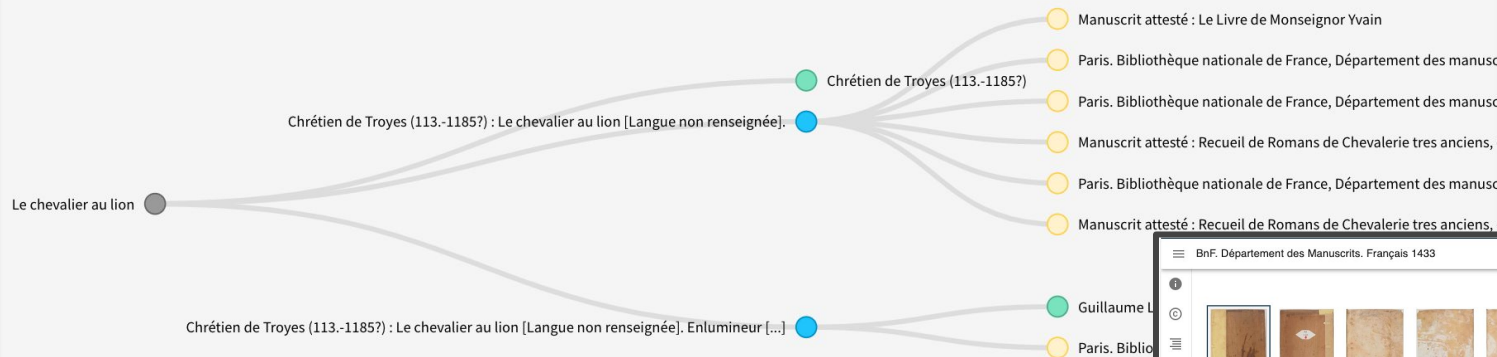 Manuscrit attesté : Le Livre de Monseignor Yvain
Paris. Bibliothèque nationale de France, Département des
Chrétien de Troyes (113.-1185?)
Paris. Bibliothèque nationale de France, Département des
Chrétien de Troyes (113.-1185?) : Le chevalier au lion [Langue non renseignée].
Manuscrit attesté : Recueil de Romans de Chevalerie tres anciens,
Paris. Bibliothèque nationale de France, Département des
Le chevalier au lion
Manuscrit attesté : Recueil de Romans de Chevalerie tres anciens,
BnF. Département des Manuscrits. Français 1433
Guillaume
Chrétien de Troyes (113.-1185?) : Le chevalier au lion [Langue non renseignée]. Enlumineur [...]
Paris.